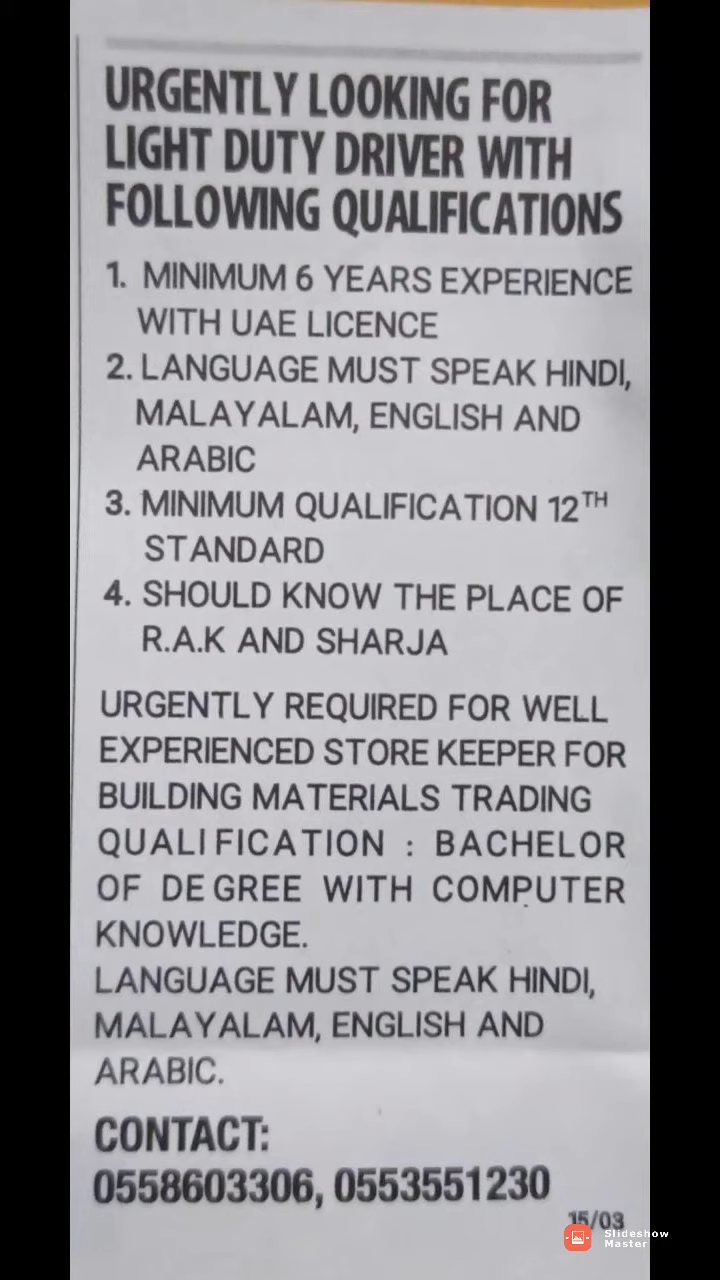 URGENTLY LOOKING FOR
LIGHT DUTY DRIVER WITH
FOLLOWING QUALIFICATIONS
1. MINIMUM 6 YEARS EXPERIENCE
WITH UAE LICENCE
2. LANGUAGE MUST SPEAK HINDI,
MALAYALAM, ENGLISH AND
ARABIC
3. MINIMUM QUALIFICATION 12TH
STANDARD
4. SHOULD KNOW THE PLACE OF
R.A.K AND SHARJA
URGENTLY REQUIRED FOR WELL
EXPERIENCED STORE KEEPER FOR
BUILDING MATERIALS TRADING
QUALIFICATION : BACHELOR
OF DEGREE WITH COMPUTER
KNOWLEDGE.
LANGUAGE MUST SPEAK HINDI,
MALAYALAM, ENGLISH AND
ARABIC.
CONTACT:
0558603306, 0553551230
15/03
Slideshow
Master